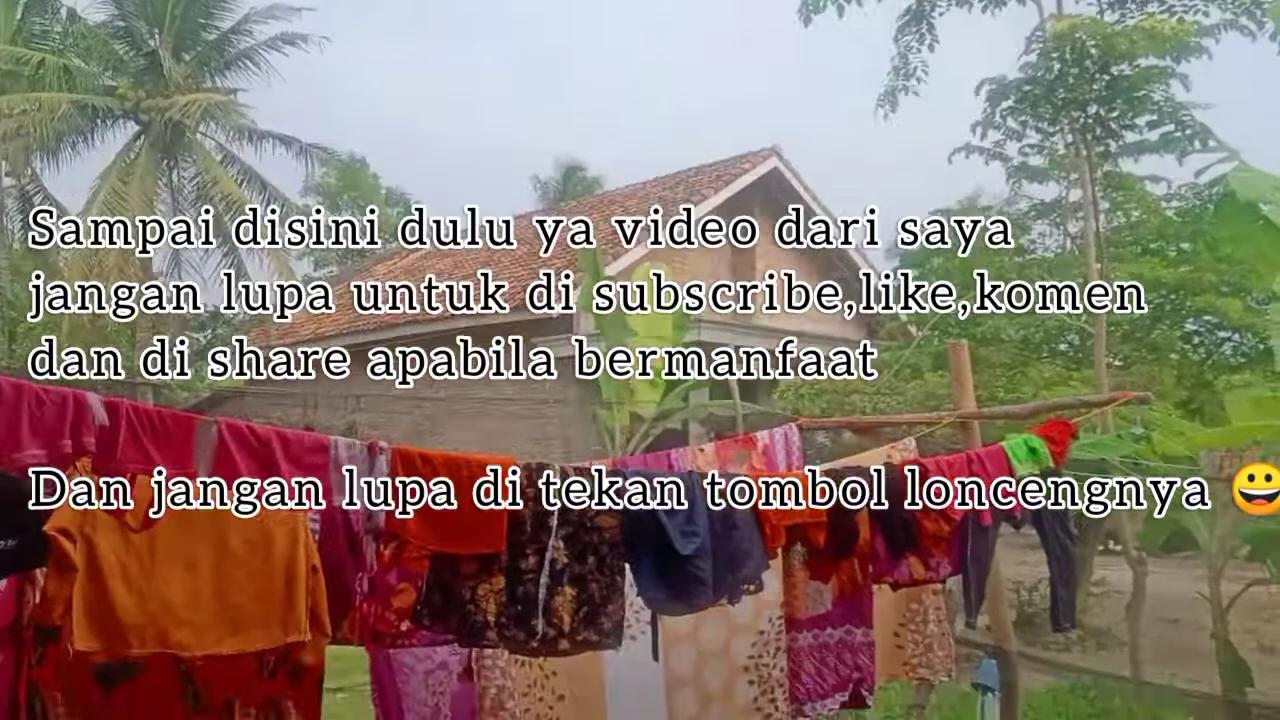 Sampai disini dulu ya video dari saya
jangan lupa untuk di subscribe,like,komen
dan di share apabila bermanfaat
Dan jangan lupa di tekan tombol loncengnya 😀